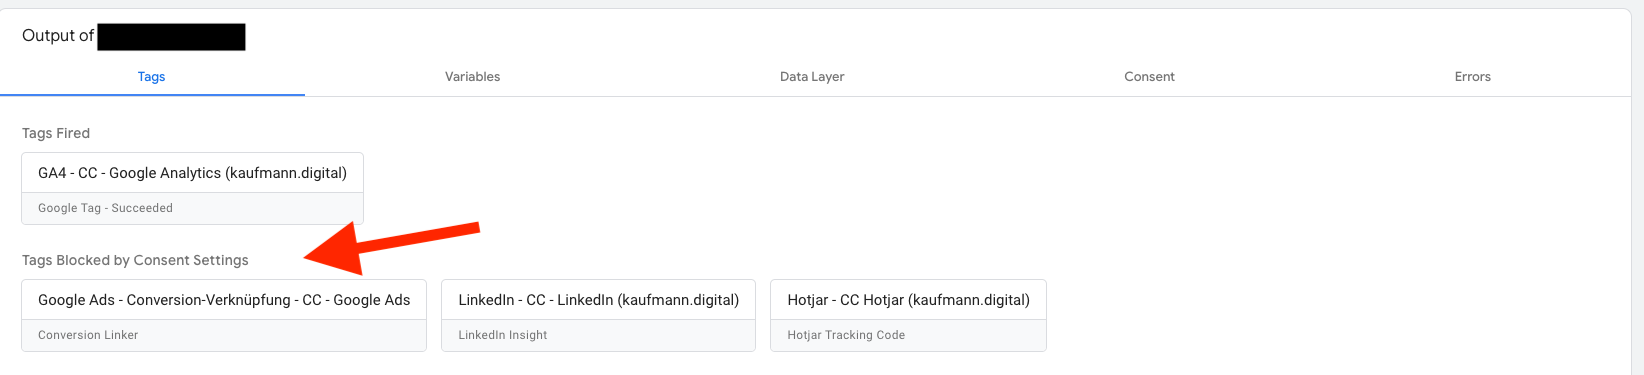 Output of
Tags Variables Data Layer Consent Errors
Tags Fired
GA4 - CC - Google Analytics (kaufmann.digital)
Google Tag - Succeeded
Tags Blocked by Consent Settings
Google Ads - Conversion-Verknüpfung - CC - Google Ads LinkedIn - CC - LinkedIn (kaufmann.digital) Hotjar - CC Hotjar (kaufmann.digital)
Conversion Linker LinkedIn Insight Hotjar Tracking Code